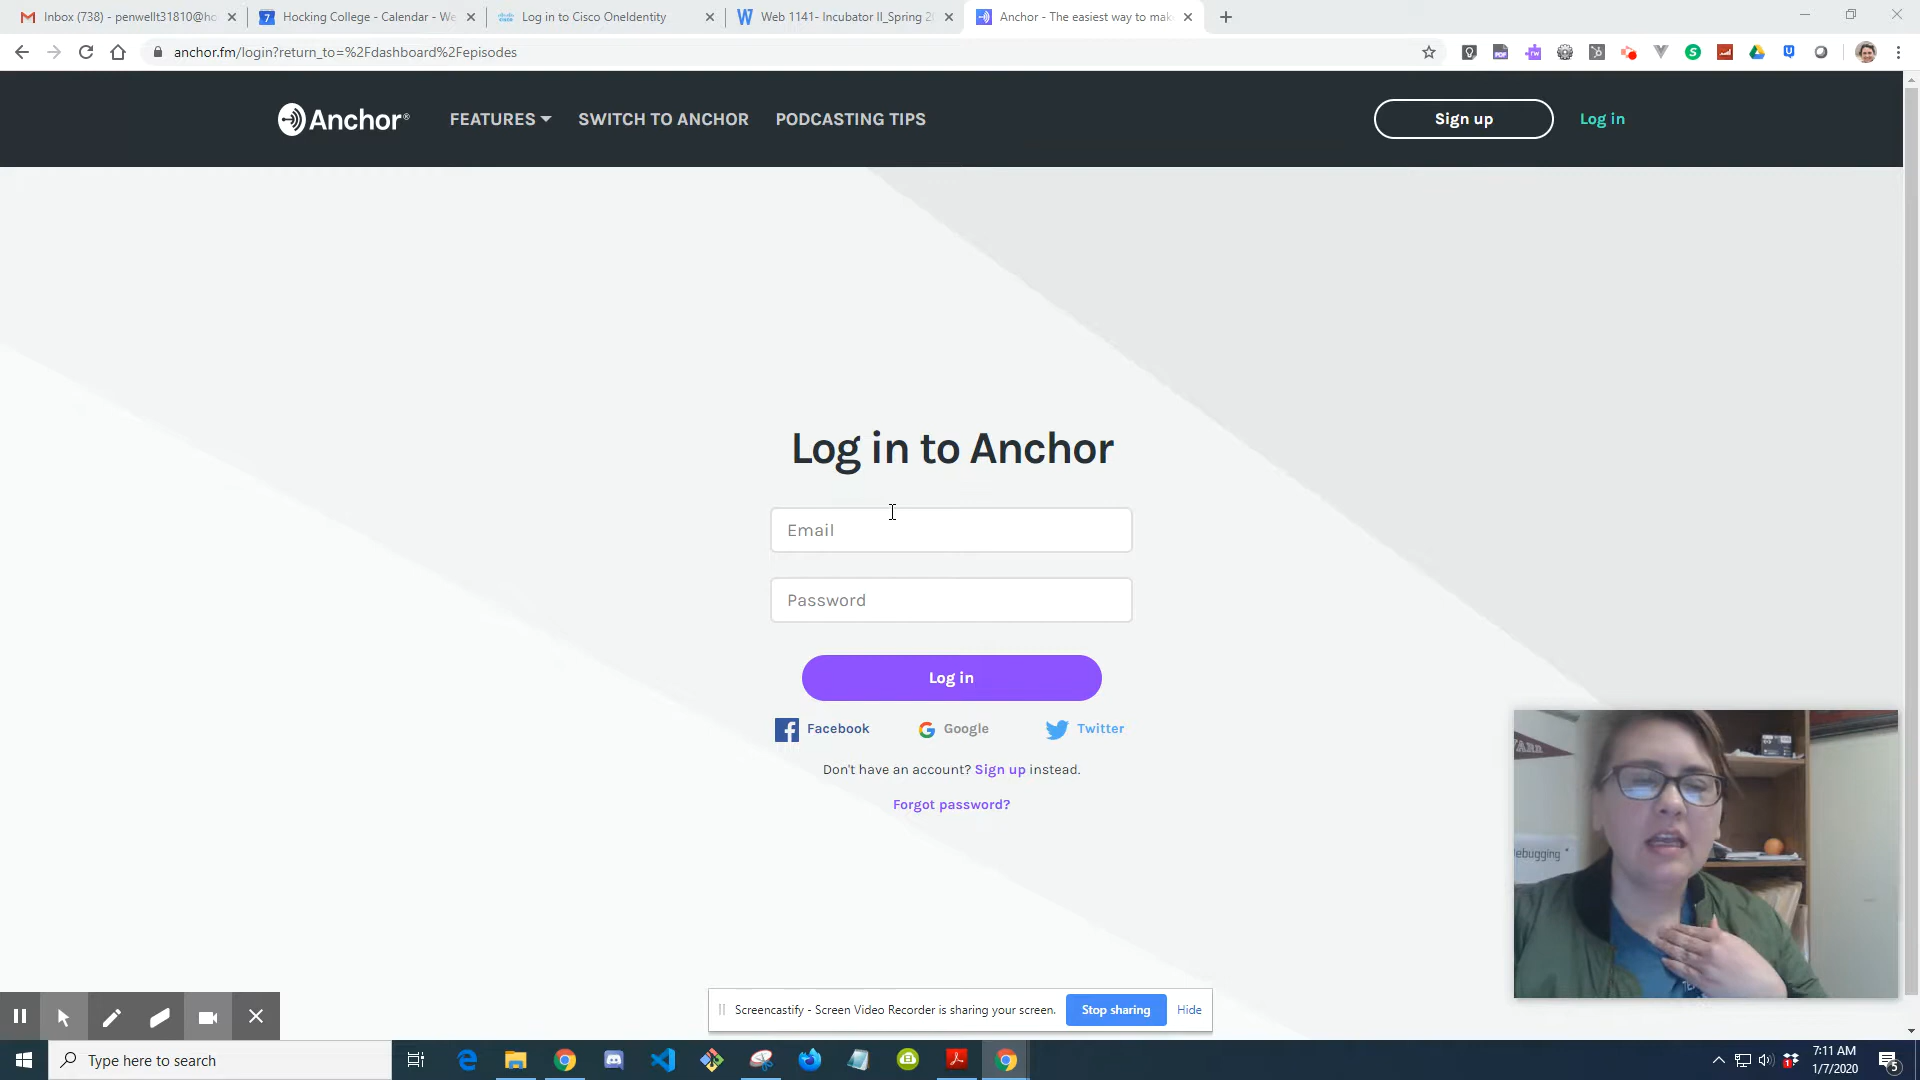 Inbox (738) - penwellt31810@ho
Hocking College - Calendar - We
Log in to Cisco OneIdentity
Web 1141- Incubator II_Spring 2
Anchor - The easiest way to mak
anchor.fm/login?return_to=%2Fdashboard%2Fepisodes
Anchor
FEATURES
SWITCH TO ANCHOR
PODCASTING TIPS
Sign up
Log in
Log in to Anchor
Email
Password
Log in
Facebook
Google
Twitter
Don't have an account? Sign up instead.
Forgot password?
ebugging
Screencastify - Screen Video Recorder is sharing your screen.
Stop sharing
Hide
Type here to search
7:11 AM
1/7/2020
5